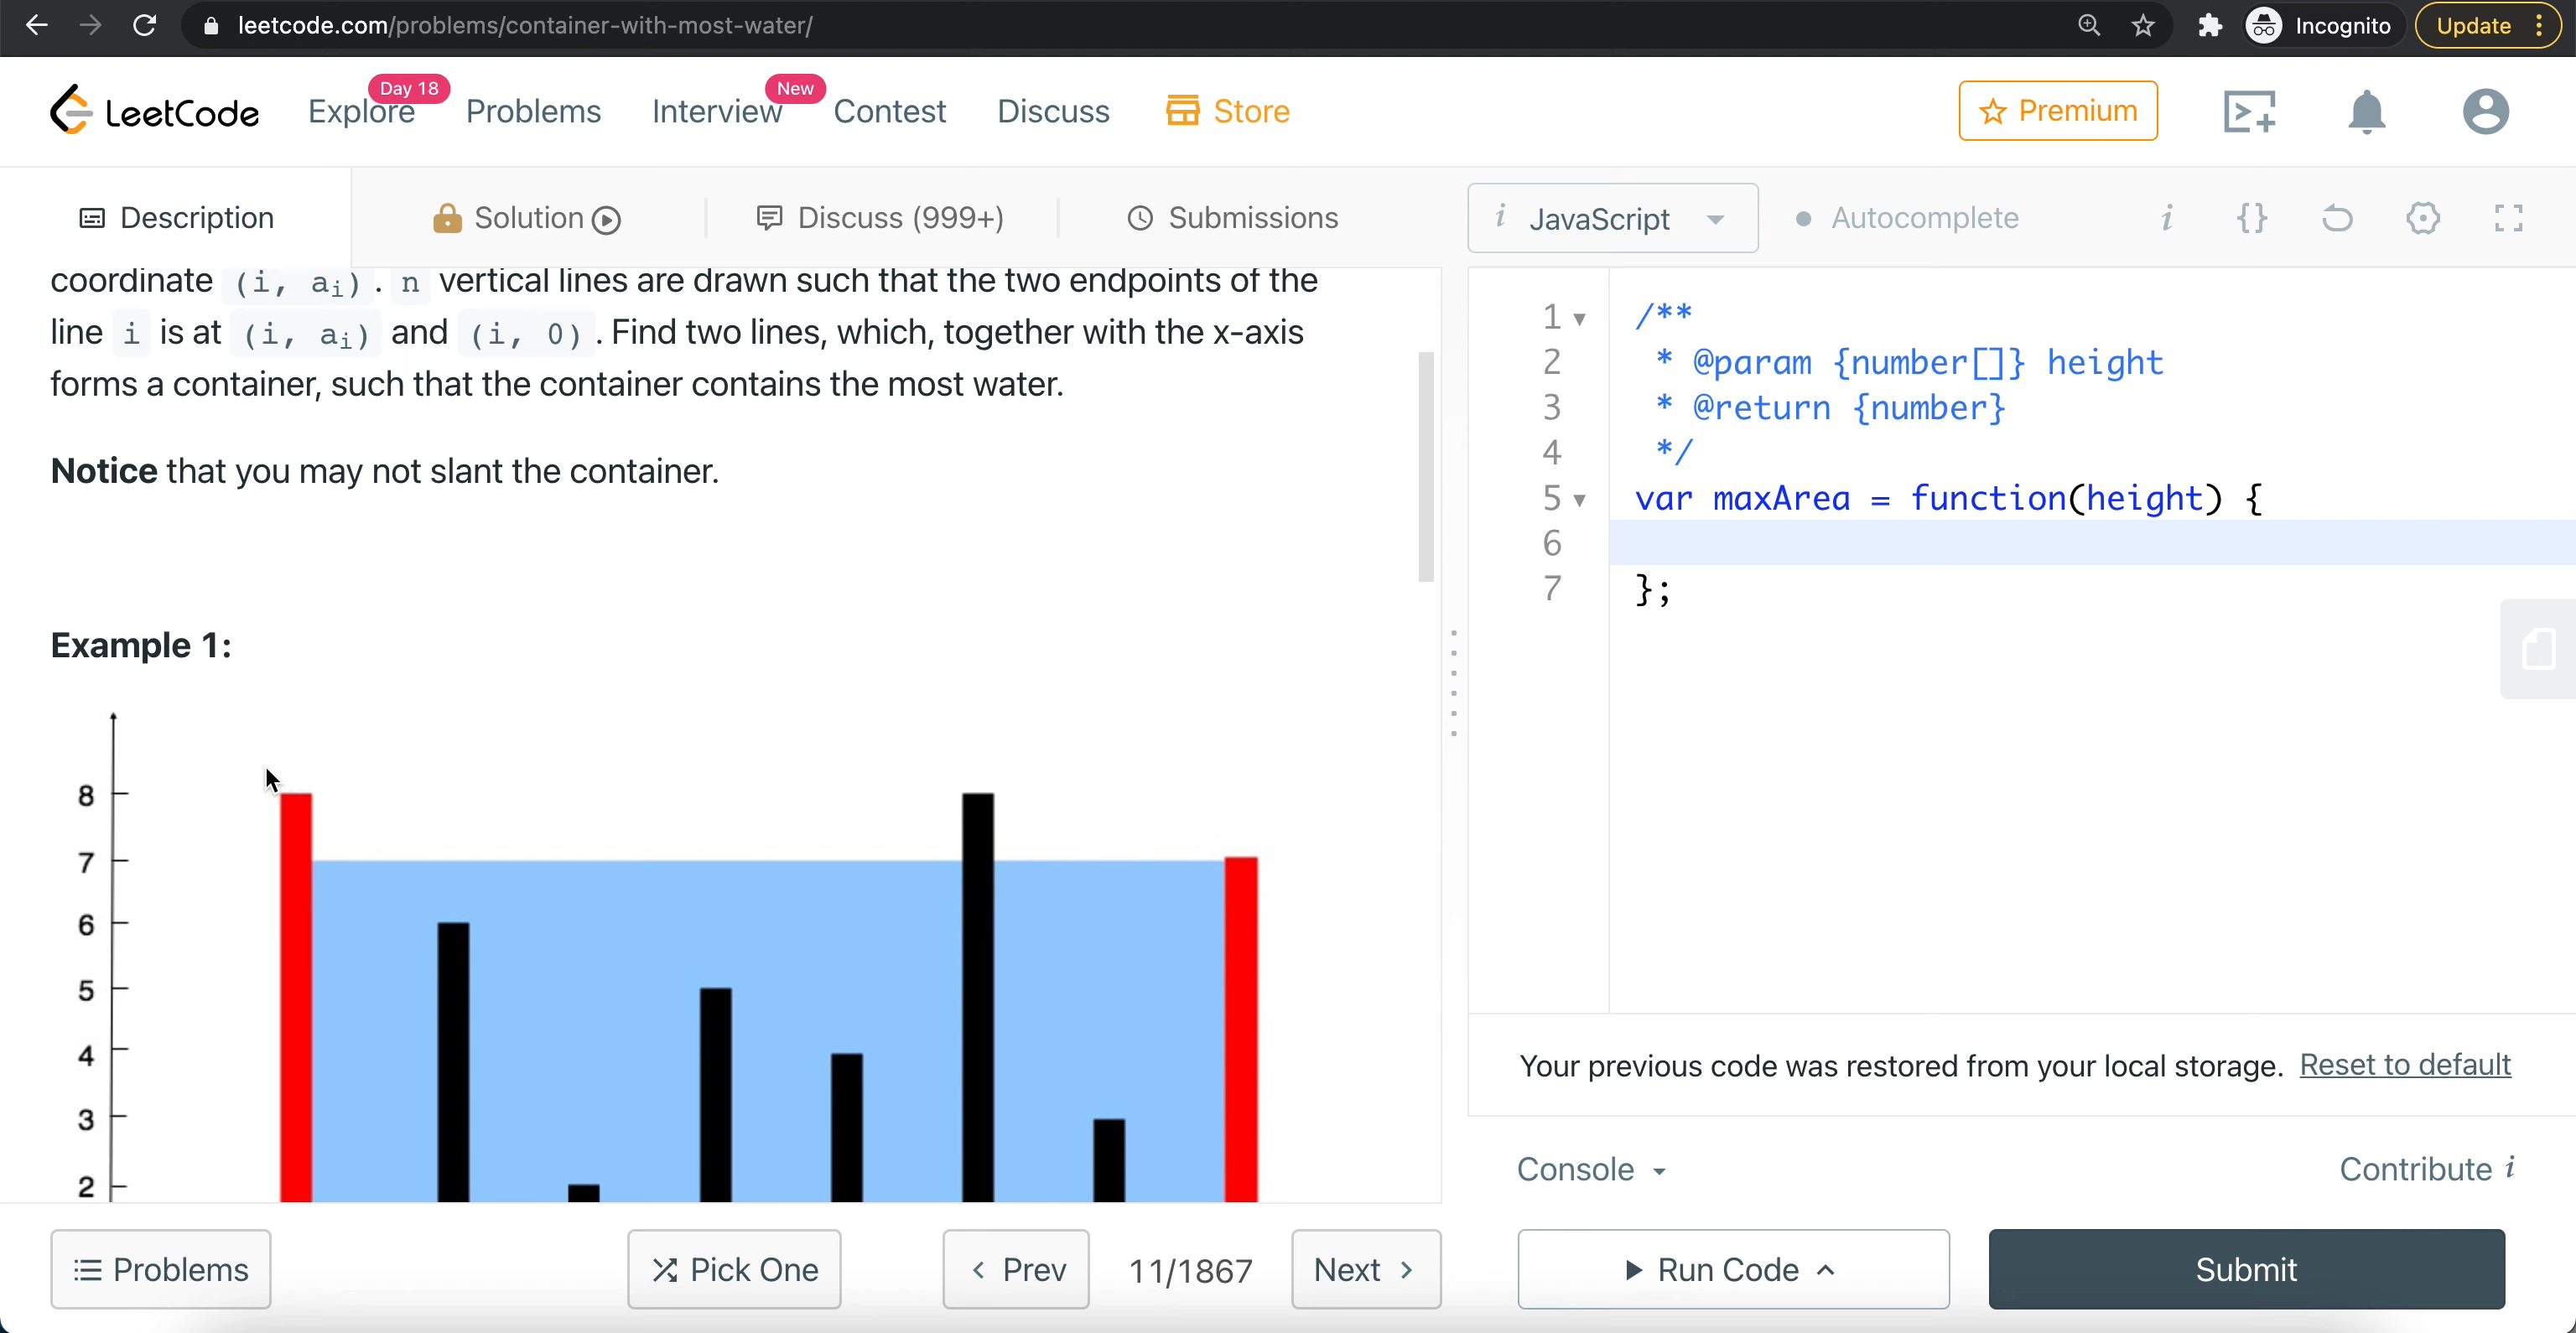 leetcode.com/problems/container-with-most-water/
Incognito
Update
LeetCode
Explore
Day 18
Problems
Interview
New
Contest
Discuss
Store
Premium
Description
Solution
Discuss (999+)
Submissions
i JavaScript
Autocomplete
i
{}
coordinate (i, ai) . n vertical lines are drawn such that the two endpoints of the
line i is at (i, ai) and (i, 0) . Find two lines, which, together with the x-axis
forms a container, such that the container contains the most water.
Notice that you may not slant the container.
Example 1:
8
7
6
5
4
3
2
1 /**
2 * @param {number[]} height
3 * @return {number}
4 */
5 var maxArea = function(height) {
6
7 };
Your previous code was restored from your local storage. Reset to default
Console
Contribute i
Problems
Pick One
Prev
11/1867
Next
Run Code
Submit